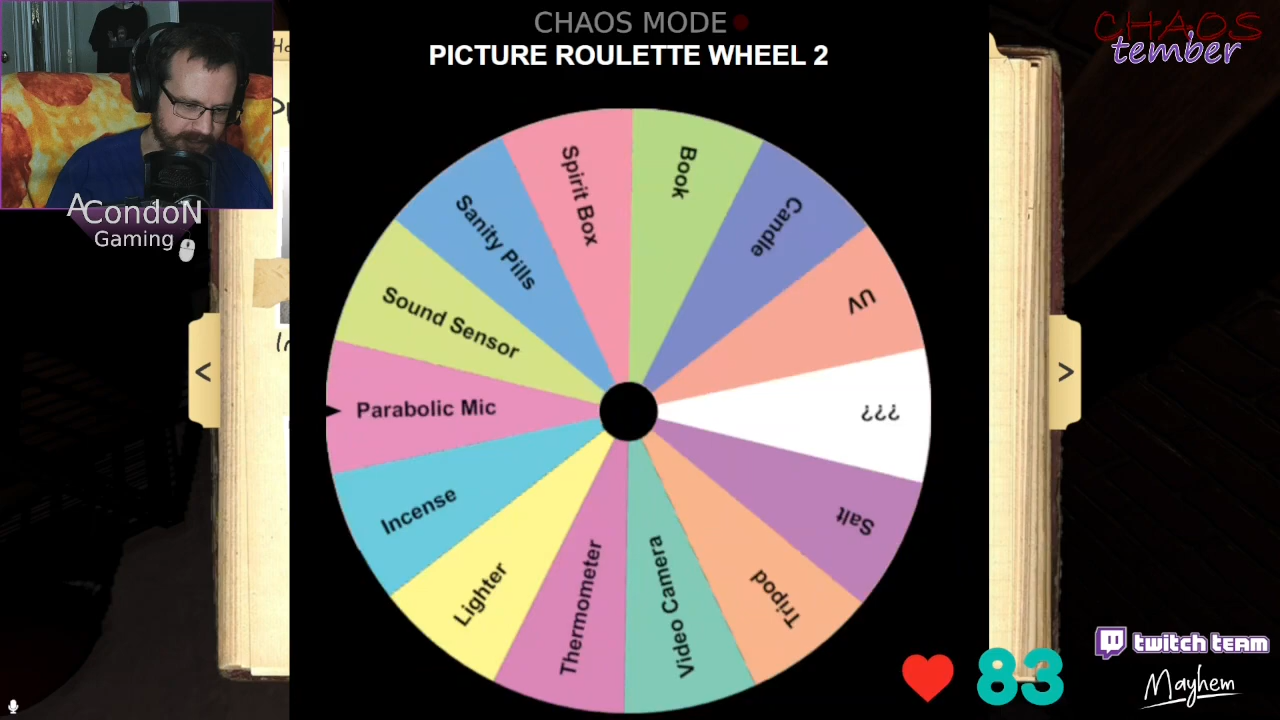 CHAOS MODE
PICTURE ROULETTE WHEEL 2
CHAOS
tember
ACondoN
Gaming
Spirit Box
Book
Candle
UV
???
Salt
Tripod
Video Camera
Thermometer
Lighter
Incense
Parabolic Mic
Sound Sensor
Sanity Pills
<
>
83
twitch team
Mayhem